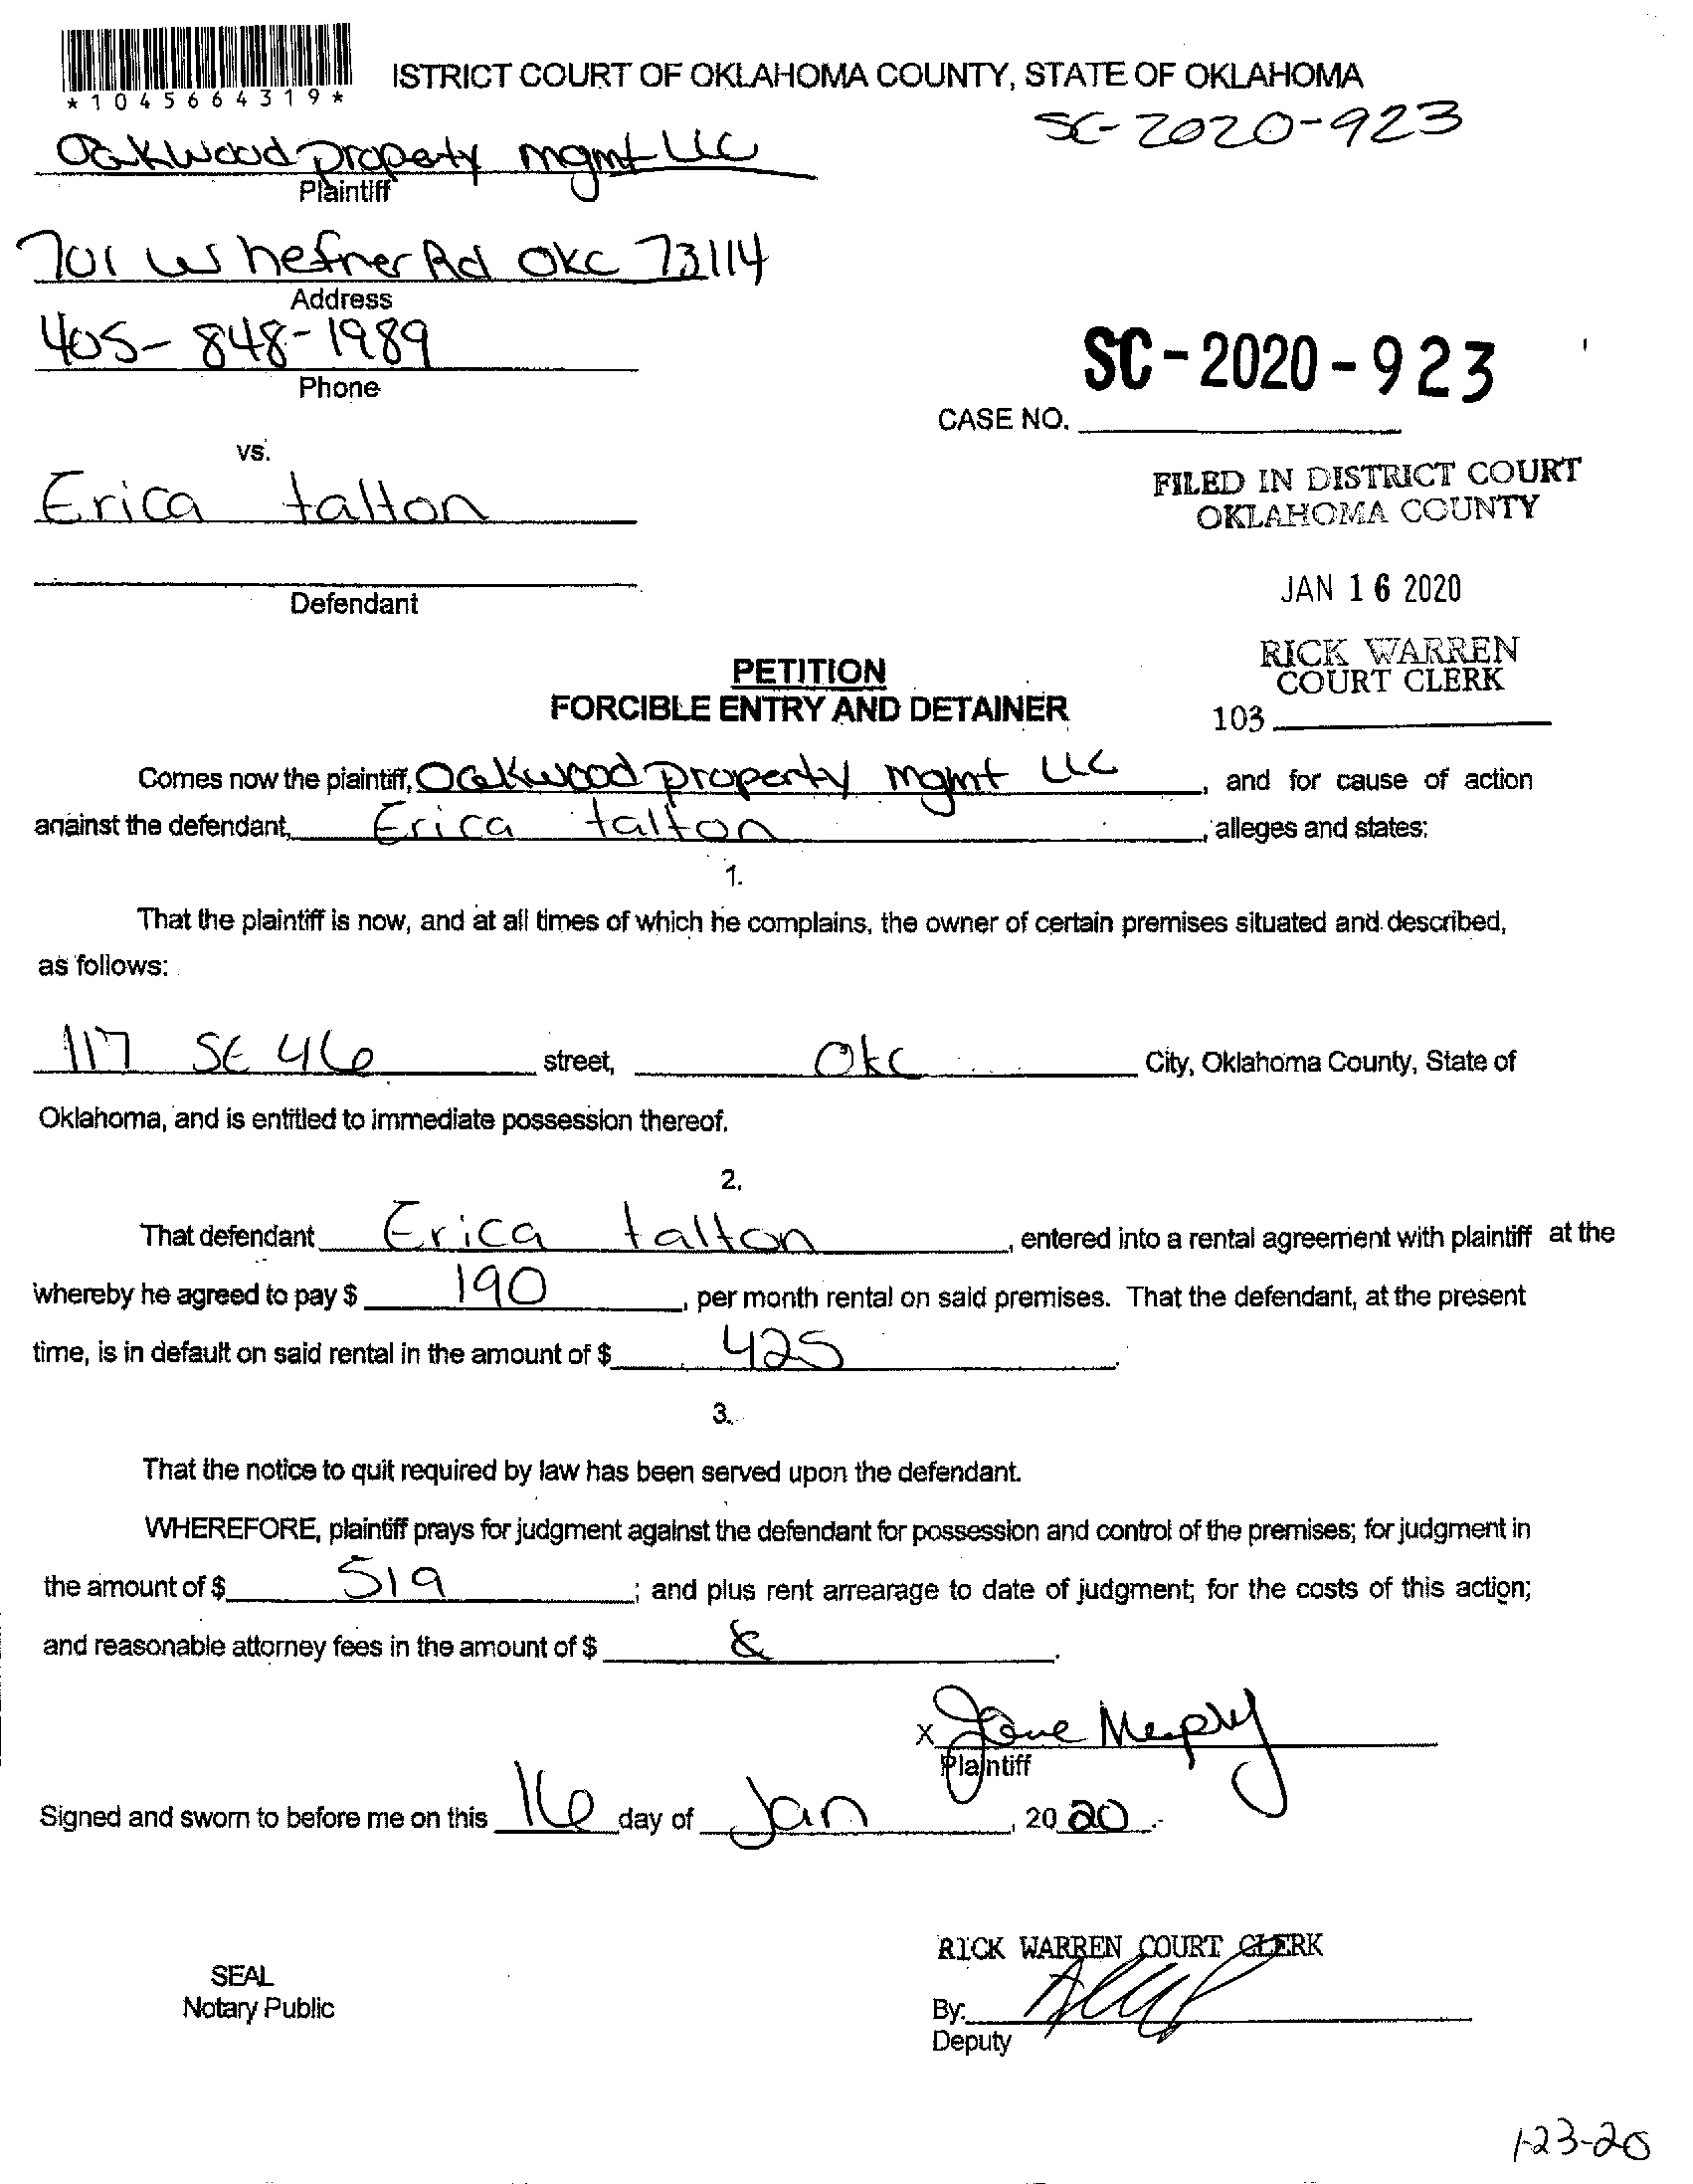 *1045664319*
ISTRICT COURT OF OKLAHOMA COUNTY, STATE OF OKLAHOMA
SC-2020-923
Oakwood property mgmt LLC
Plaintiff
701 W hefner Rd OKC 73114
Address
405-848-1989
Phone
SC-2020-923
CASE NO.
vs.
Erica talton
Defendant
FILED IN DISTRICT COURT
OKLAHOMA COUNTY
JAN 16 2020
RICK WARREN
COURT CLERK
103
PETITION
FORCIBLE ENTRY AND DETAINER
Comes now the plaintiff, Oakwood property mgmt LLC, and for cause of action
against the defendant, Erica talton, alleges and states:
1.
That the plaintiff is now, and at all times of which he complains, the owner of certain premises situated and described,
as follows:
117 SE 46 street, OKC City, Oklahoma County, State of
Oklahoma, and is entitled to immediate possession thereof.
2.
That defendant Erica talton, entered into a rental agreement with plaintiff at the
whereby he agreed to pay $ 190, per month rental on said premises. That the defendant, at the present
time, is in default on said rental in the amount of $ 425.
3.
That the notice to quit required by law has been served upon the defendant.
WHEREFORE, plaintiff prays for judgment against the defendant for possession and control of the premises; for judgment in
the amount of $ 519; and plus rent arrearage to date of judgment; for the costs of this action;
and reasonable attorney fees in the amount of $ .
X
Plaintiff
Signed and sworn to before me on this 16 day of Jan, 2020.
RICK WARREN COURT CLERK
SEAL
Notary Public
By:
Deputy
1-23-20